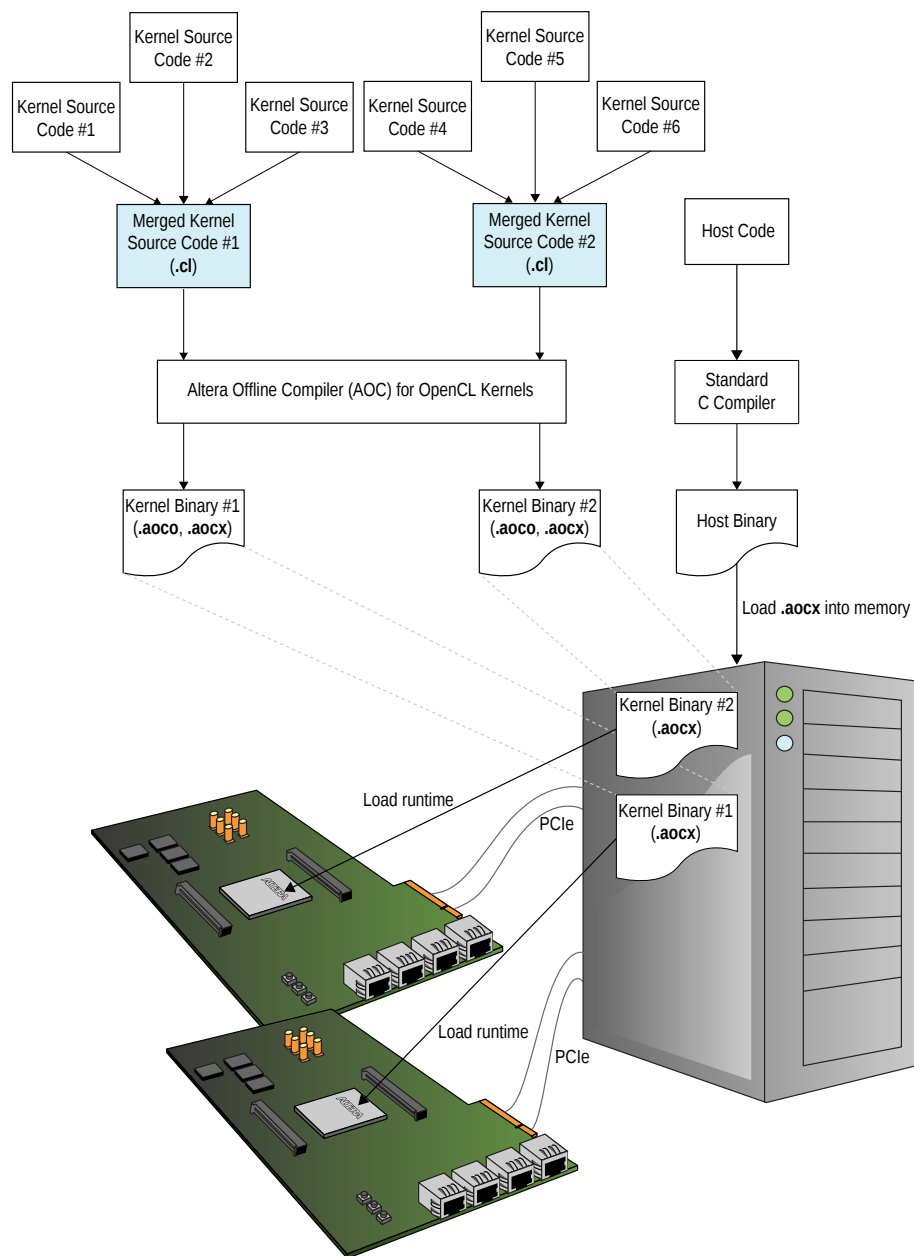 Kernel Source
Code #2
Kernel Source
Code #5
Kernel Source
Code #1
Kernel Source
Code #3
Kernel Source
Code #4
Kernel Source
Code #6
Merged Kernel
Source Code #1
(.cl)
Merged Kernel
Source Code #2
(.cl)
Host Code
Altera Offline Compiler (AOC) for OpenCL Kernels
Standard
C Compiler
Kernel Binary #1
(.aoco, .aocx)
Kernel Binary #2
(.aoco, .aocx)
Host Binary
Load .aocx into memory
Kernel Binary #2
(.aocx)
Load runtime
PCIe
Kernel Binary #1
(.aocx)
ALTERA
Load runtime
PCIe
ALTERA